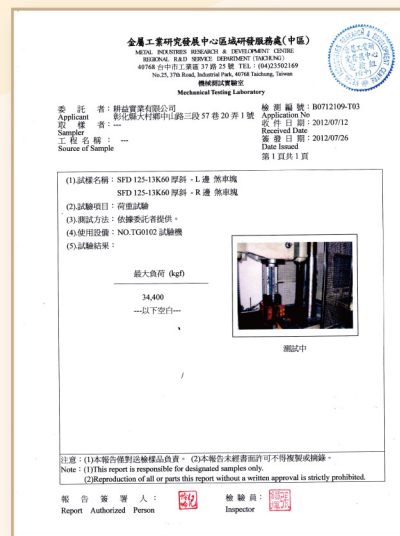 金屬工業研究發展中心區域研發服務處(中區)
METAL INDUSTRIES RESEARCH & DEVELOPMENT CENTRE
REGIONAL R&D SERVICE DEPARTMENT (TAICHUNG)
40768 台中市工業區 37 路 25 號 TEL：(04)23502169
No.25, 37th Road, Industrial Park, 40768 Taichung, Taiwan
機械測試實驗室
Mechanical Testing Laboratory
委託者：耕益實業有限公司 檢測編號：B0712109-T03
Applicant 彰化縣大村鄉中山路三段 57 巷 20 弄 1 號 Application No
取樣者：--- 收件日期：2012/07/12
Sampler Received Date
工程名稱：--- 簽發日期：2012/07/26
Source of Sample Date Issued
第 1 頁共 1 頁
(1).試樣名稱：SFD 125-13K60 厚斜 - L 邊 煞車塊
SFD 125-13K60 厚斜 - R 邊 煞車塊
(2).試驗項目：荷重試驗
(3).測試方法：依據委託者提供。
(4).使用設備：NO.TG0102 試驗機
(5).試驗結果：
最大負荷 (kgf)
34,400
---以下空白---
測試中
注意：(1)本報告僅對送檢樣品負責。 (2)本報告未經書面許可不得複製或摘錄。
Note：(1)This report is responsible for designated samples only.
(2)Reproduction of all or parts this report without a written approval is strictly prohibited.
報告簽署人： 檢驗員：
Report Authorized Person Inspector